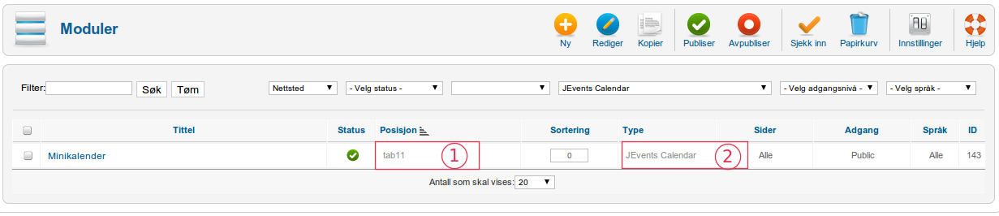 Moduler
Ny Rediger Kopier Publiser Avpubliser Sjekk inn Papirkurv Innstillinger Hjelp
Filter: Søk Tøm Nettsted - Velg status - JEvents Calendar - Velg adgangsnivå - - Velg språk -
Tittel Status Posisjon Sortering Type Sider Adgang Språk ID
Minikalender tab11 1 0 JEvents Calendar 2 Alle Public Alle 143
Antall som skal vises: 20